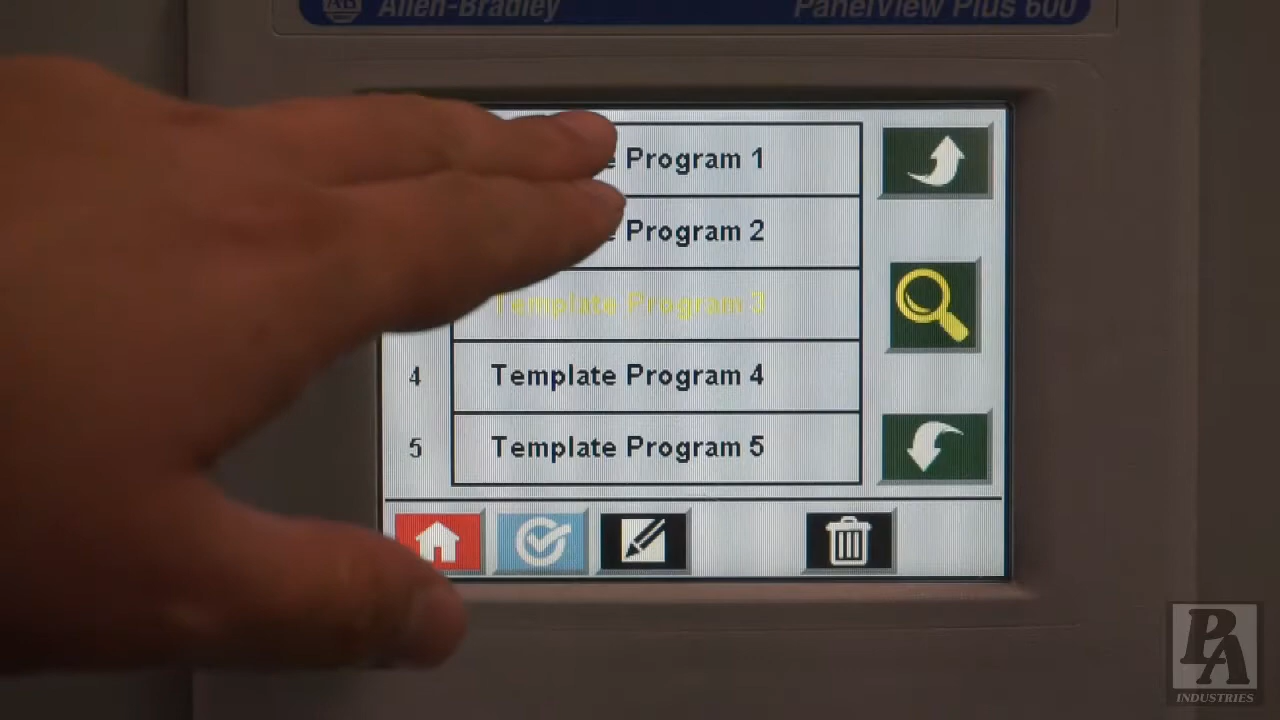 AB Allen-Bradley PanelView Plus 600
Program 1
Program 2
Template Program 3
4 Template Program 4
5 Template Program 5
PA
INDUSTRIES